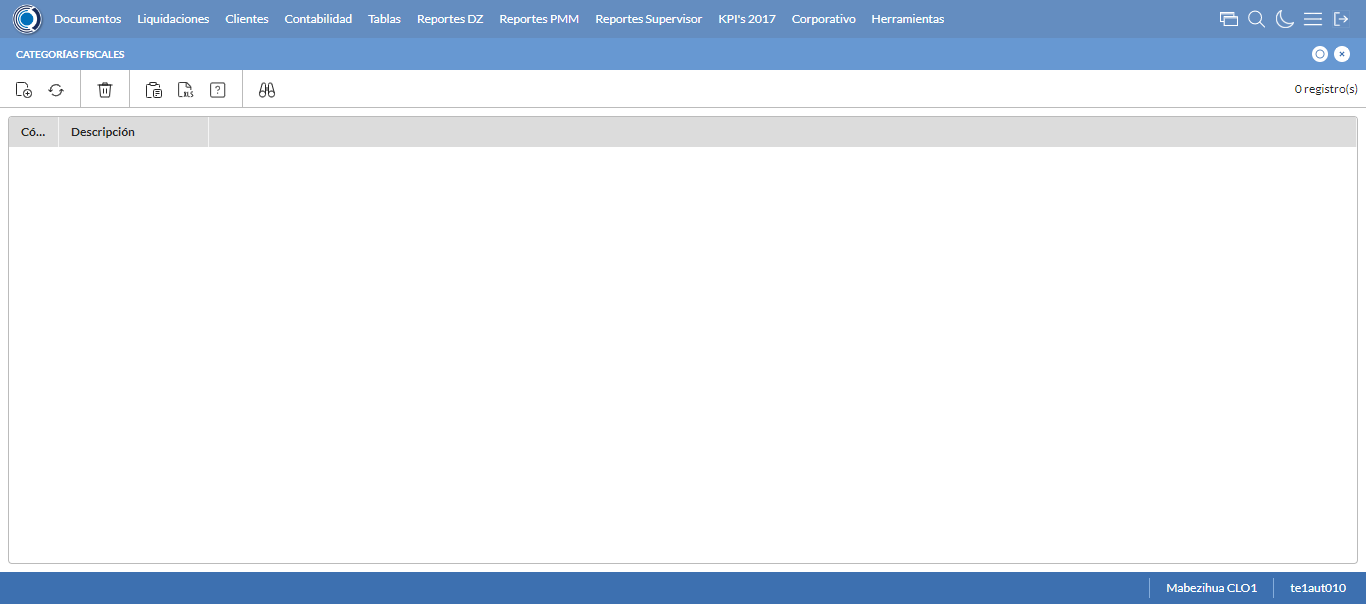 Documentos Liquidaciones Clientes Contabilidad Tablas Reportes DZ Reportes PMM Reportes Supervisor KPI's 2017 Corporativo Herramientas
CATEGORÍAS FISCALES
XLS ? 0 registro(s)
Có... Descripción
Mabezihua CLO1 te1aut010